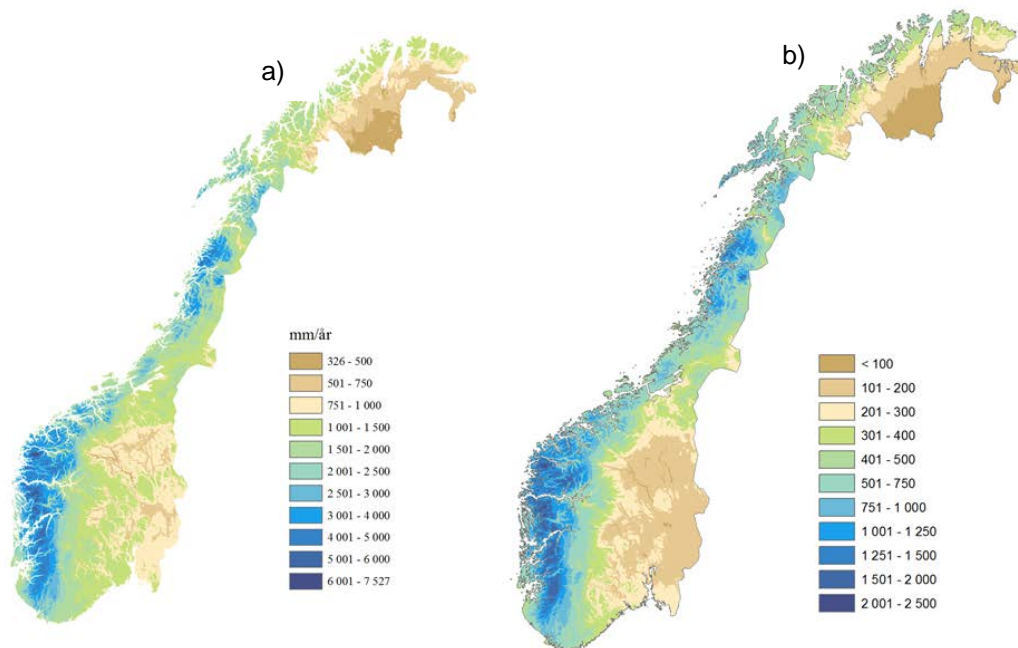 a)
b)
mm/år
326 - 500
501 - 750
751 - 1 000
1 001 - 1 500
1 501 - 2 000
2 001 - 2 500
2 501 - 3 000
3 001 - 4 000
4 001 - 5 000
5 001 - 6 000
6 001 - 7 527
< 100
101 - 200
201 - 300
301 - 400
401 - 500
501 - 750
751 - 1 000
1 001 - 1 250
1 251 - 1 500
1 501 - 2 000
2 001 - 2 500